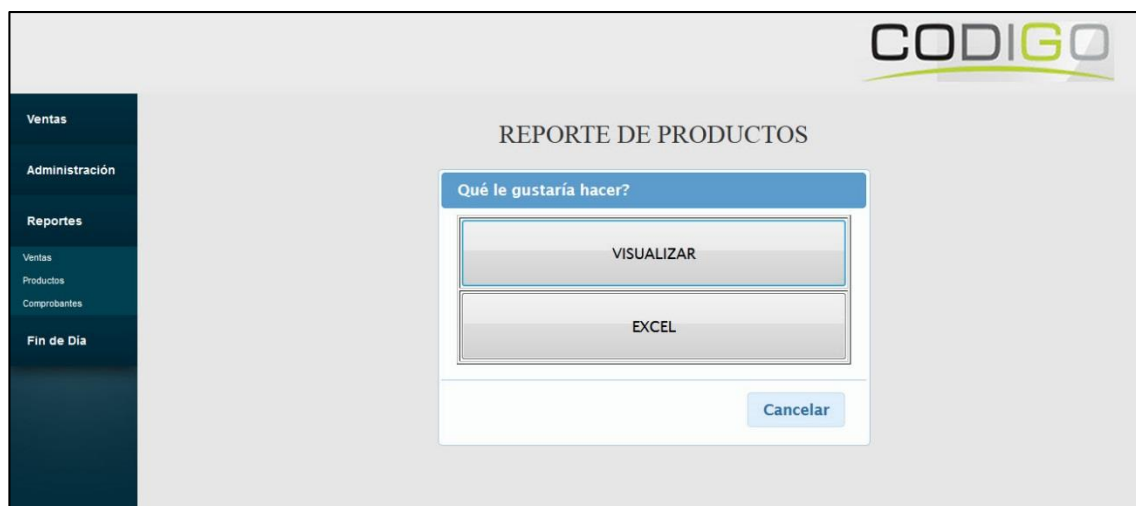 CODIGO
Ventas
Administración
Reportes
Ventas
Productos
Comprobantes
Fin de Día
REPORTE DE PRODUCTOS
Qué le gustaría hacer?
VISUALIZAR
EXCEL
Cancelar